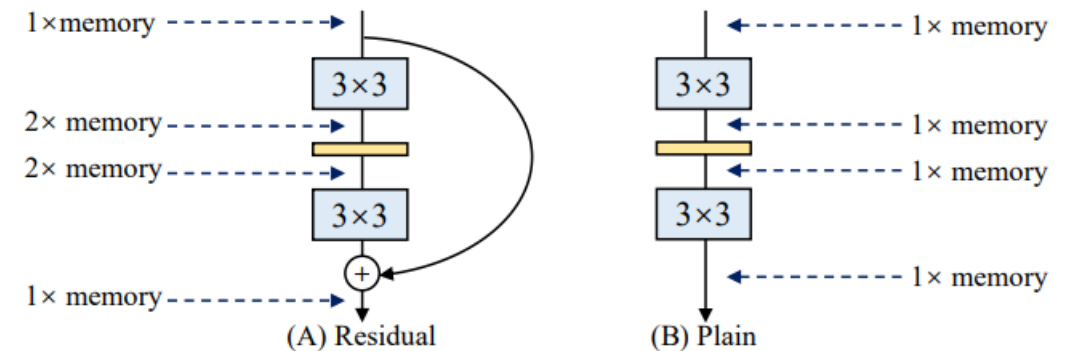 1×memory
3×3
2× memory
2× memory
3×3
+
1× memory
(A) Residual
1× memory
3×3
1× memory
1× memory
3×3
1× memory
(B) Plain